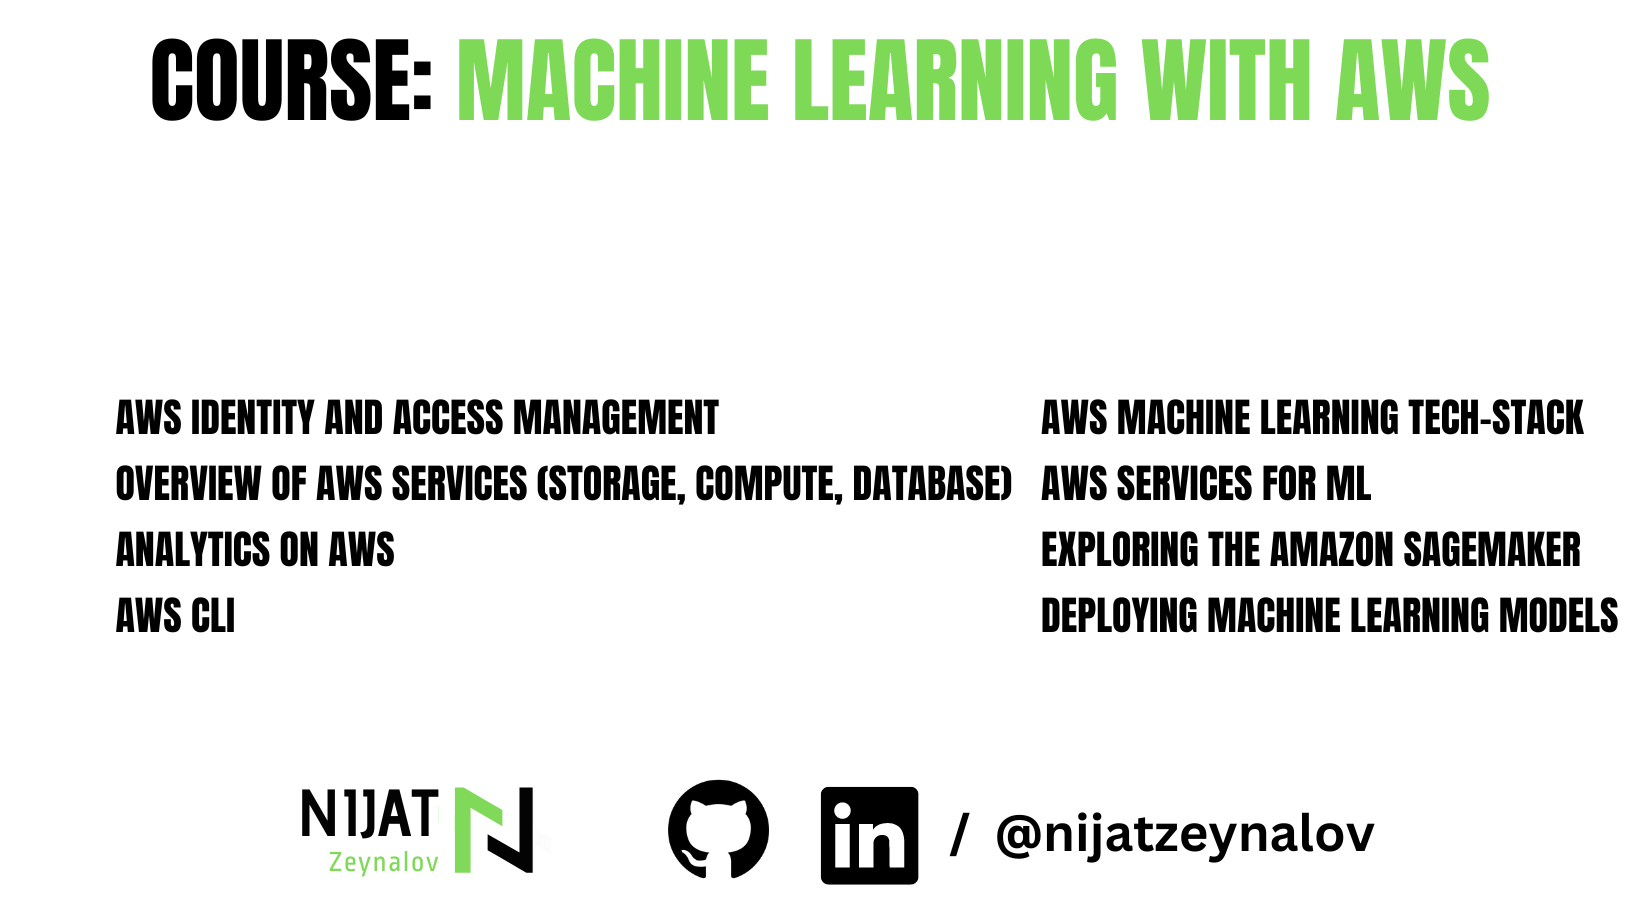 COURSE: MACHINE LEARNING WITH AWS
AWS IDENTITY AND ACCESS MANAGEMENT
OVERVIEW OF AWS SERVICES (STORAGE, COMPUTE, DATABASE)
ANALYTICS ON AWS
AWS CLI
AWS MACHINE LEARNING TECH-STACK
AWS SERVICES FOR ML
EXPLORING THE AMAZON SAGEMAKER
DEPLOYING MACHINE LEARNING MODELS
NIJAT
Zeynalov
in / @nijatzeynalov